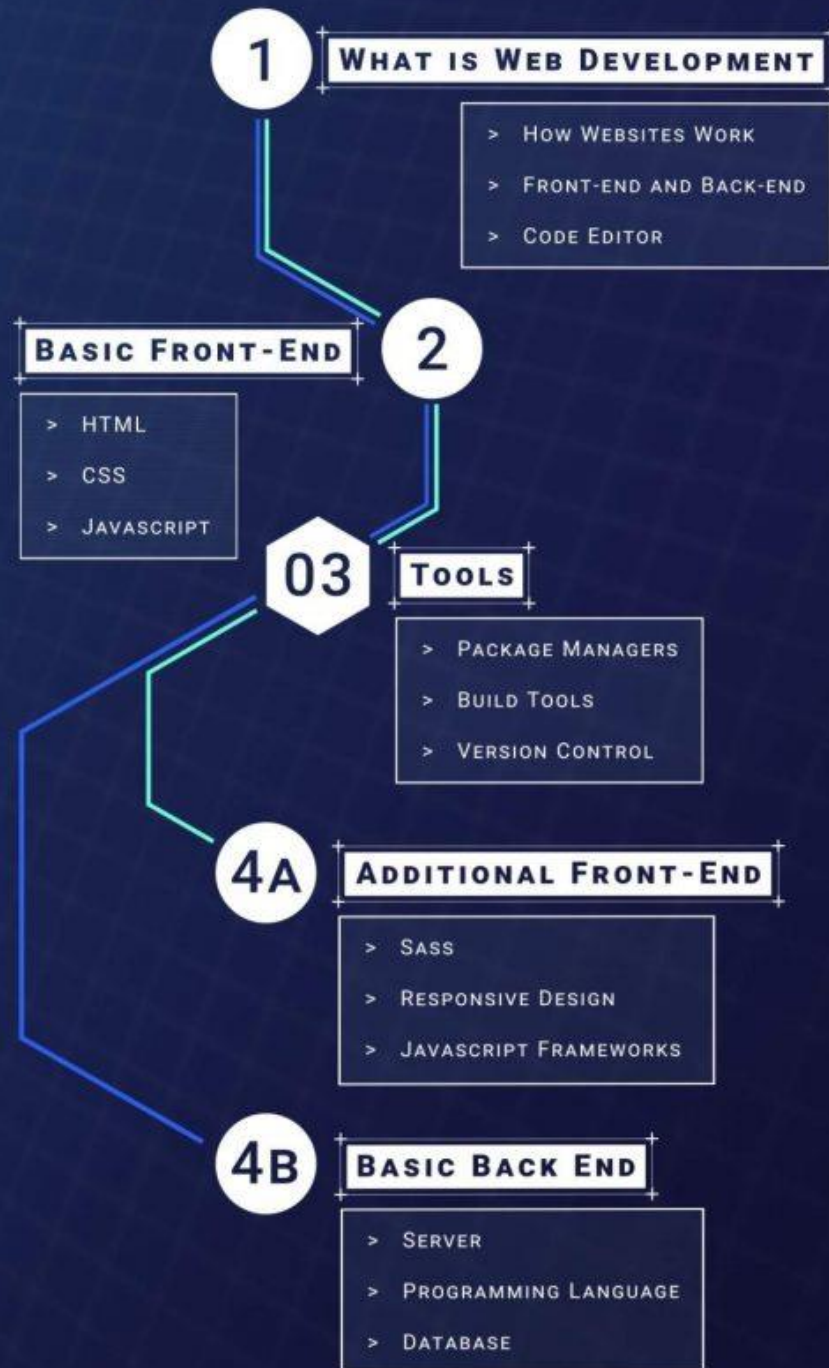 1
WHAT IS WEB DEVELOPMENT
> HOW WEBSITES WORK
> FRONT-END AND BACK-END
> CODE EDITOR
2
BASIC FRONT-END
> HTML
> CSS
> JAVASCRIPT
03
TOOLS
> PACKAGE MANAGERS
> BUILD TOOLS
> VERSION CONTROL
4A
ADDITIONAL FRONT-END
> SASS
> RESPONSIVE DESIGN
> JAVASCRIPT FRAMEWORKS
4B
BASIC BACK END
> SERVER
> PROGRAMMING LANGUAGE
> DATABASE